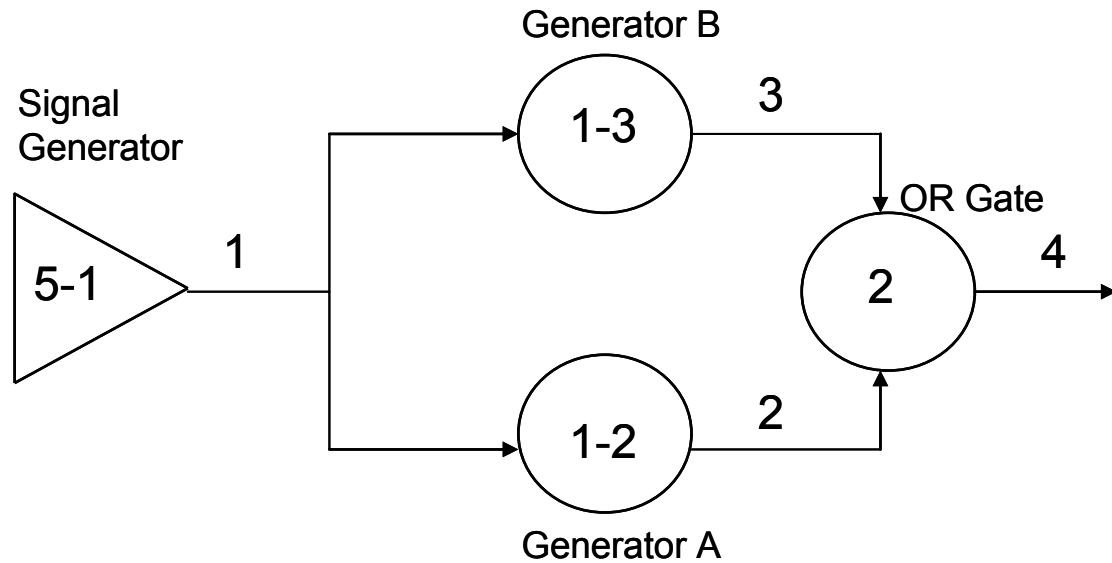 Generator B
Signal
Generator
1-3
3
OR Gate
5-1
1
2
4
1-2
2
Generator A